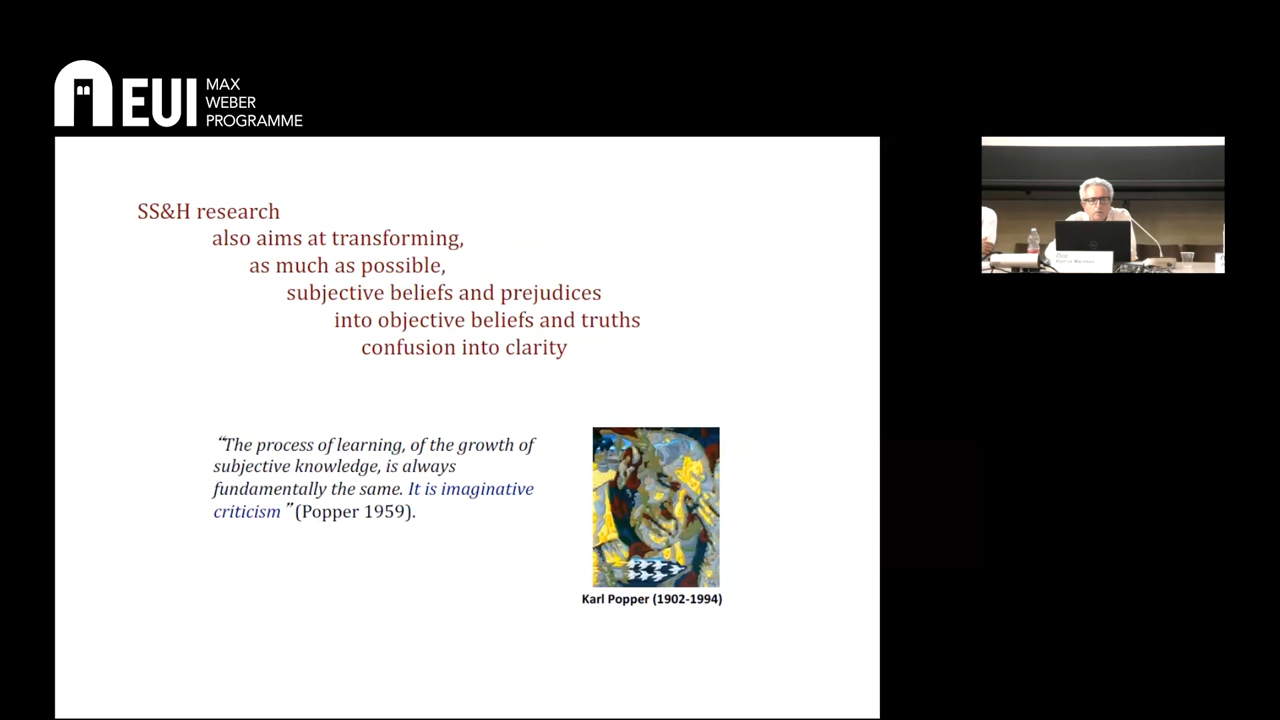 EUI
MAX
WEBER
PROGRAMME
SS&H research
also aims at transforming,
as much as possible,
subjective beliefs and prejudices
into objective beliefs and truths
confusion into clarity
“The process of learning, of the growth of
subjective knowledge, is always
fundamentally the same. It is imaginative
criticism ” (Popper 1959).
Karl Popper (1902-1994)